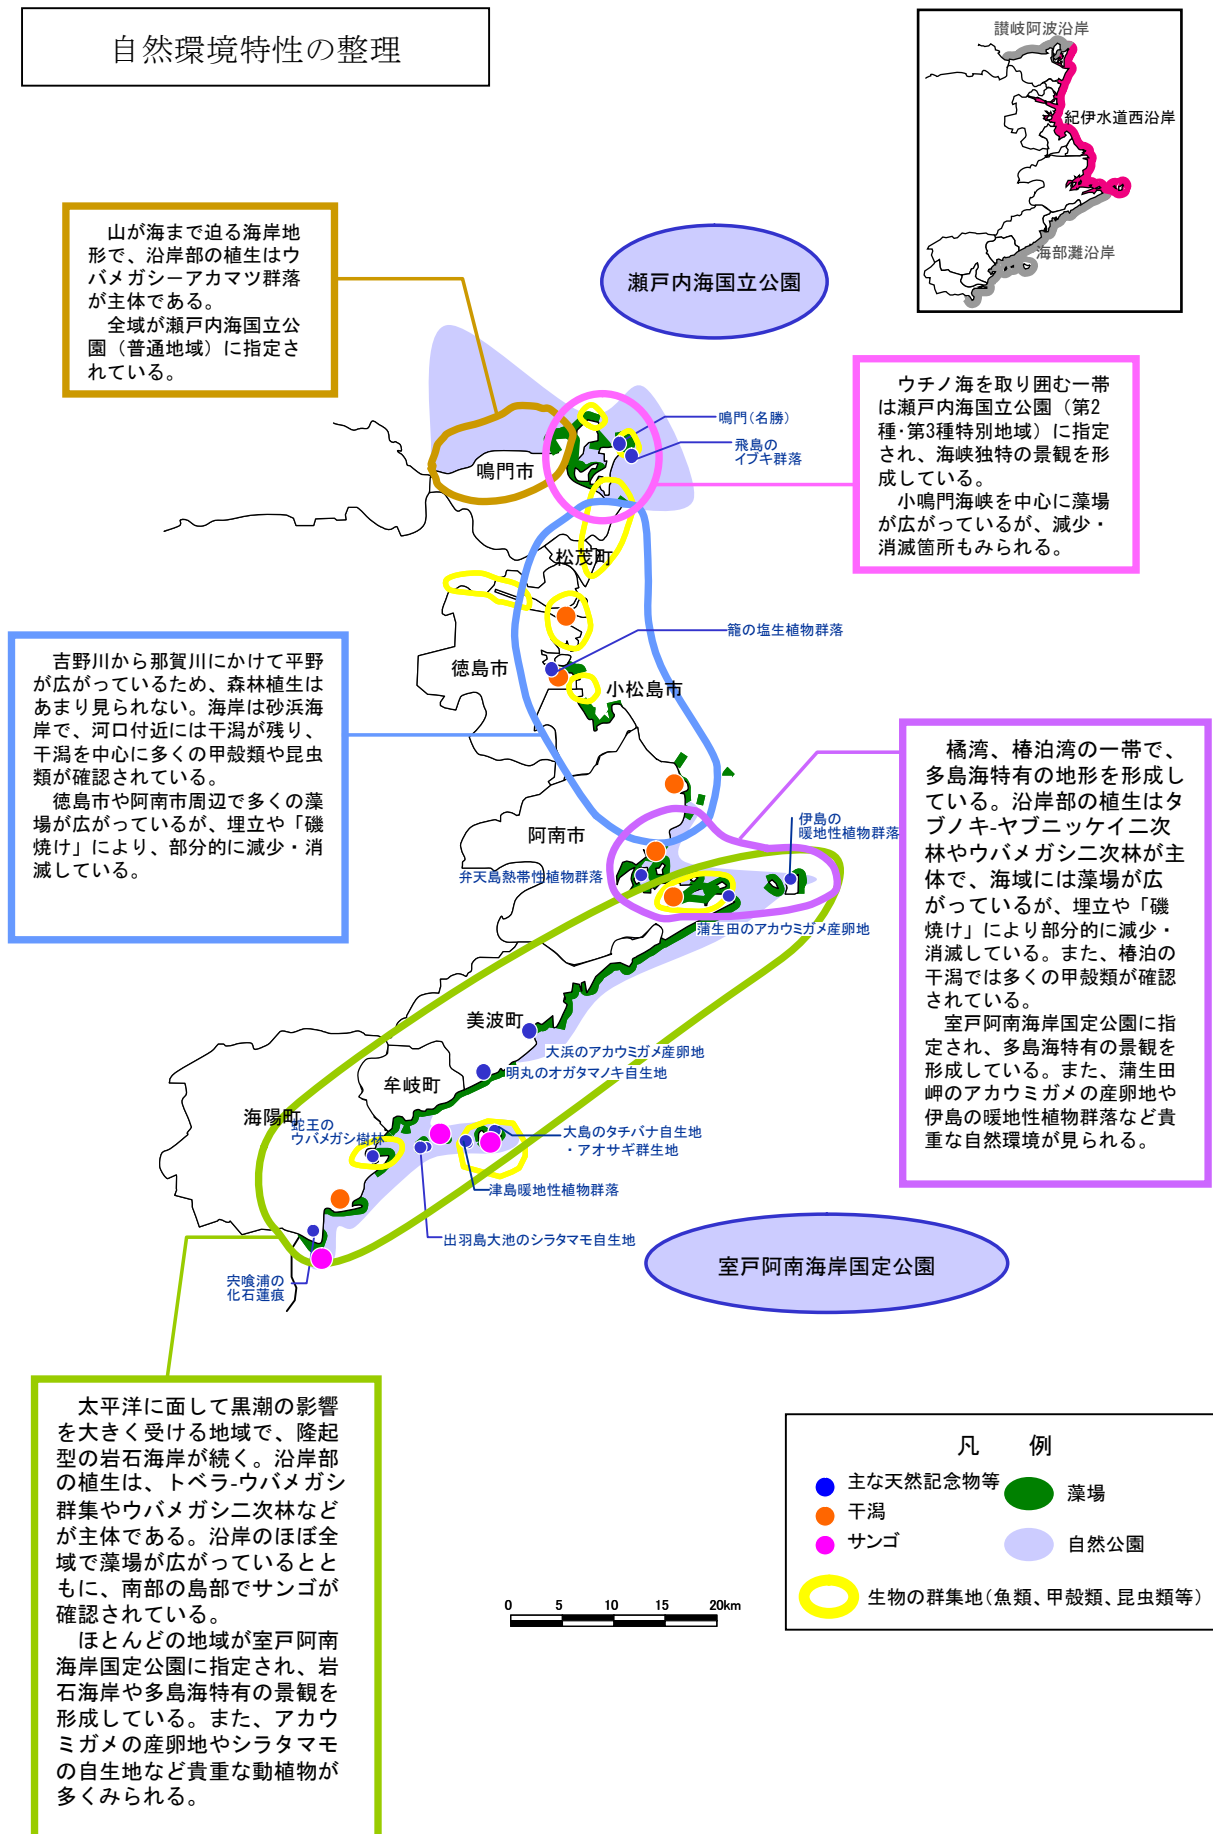 自然環境特性の整理
讃岐阿波沿岸
紀伊水道西沿岸
海部灘沿岸
山が海まで迫る海岸地
形で、沿岸部の植生はウ
バメガシーアカマツ群落
が主体である。
全域が瀬戸内海国立公
園（普通地域）に指定さ
れている。
瀬戸内海国立公園
ウチノ海を取り囲む一帯
は瀬戸内海国立公園（第2
種・第3種特別地域）に指定
され、海峡独特の景観を形
成している。
小鳴門海峡を中心に藻場
が広がっているが、減少・
消滅箇所もみられる。
鳴門（名勝）
飛島の
イブキ群落
鳴門市
松茂町
籠の塩生植物群落
徳島市
小松島市
吉野川から那賀川にかけて平野
が広がっているため、森林植生は
あまり見られない。海岸は砂浜海
岸で、河口付近には干潟が残り、
干潟を中心に多くの甲殻類や昆虫
類が確認されている。
徳島市や阿南市周辺で多くの藻
場が広がっているが、埋立や「磯
焼け」により、部分的に減少・消
滅している。
橘湾、椿泊湾の一帯で、
多島海特有の地形を形成し
ている。沿岸部の植生はタ
ブノキ-ヤブニッケイ二次
林やウバメガシ二次林が主
体で、海域には藻場が広
がっているが、埋立や「磯
焼け」により部分的に減少・
消滅している。また、椿泊の
干潟では多くの甲殻類が確認
されている。
室戸阿南海岸国定公園に指
定され、多島海特有の景観を
形成している。また、蒲生田
岬のアカウミガメの産卵地や
伊島の暖地性植物群落など貴
重な自然環境が見られる。
阿南市
伊島の
暖地性植物群落
弁天島熱帯性植物群落
蒲生田のアカウミガメ産卵地
美波町
大浜のアカウミガメ産卵地
明丸のオガタマノキ自生地
牟岐町
海陽町
蛇王の
ウバメガシ樹林
大島のタチバナ自生地
・アオサギ群生地
津島暖地性植物群落
出羽島大池のシラタマモ自生地
宍喰浦の
化石蓮痕
室戸阿南海岸国定公園
太平洋に面して黒潮の影響
を大きく受ける地域で、隆起
型の岩石海岸が続く。沿岸部
の植生は、トベラ-ウバメガシ
群集やウバメガシ二次林など
が主体である。沿岸のほぼ全
域で藻場が広がっているとと
もに、南部の島部でサンゴが
確認されている。
ほとんどの地域が室戸阿南
海岸国定公園に指定され、岩
石海岸や多島海特有の景観を
形成している。また、アカウ
ミガメの産卵地やシラタマモ
の自生地など貴重な動植物が
多くみられる。
凡　例
主な天然記念物等
藻場
干潟
サンゴ
自然公園
生物の群集地（魚類、甲殻類、昆虫類等）
0 5 10 15 20km